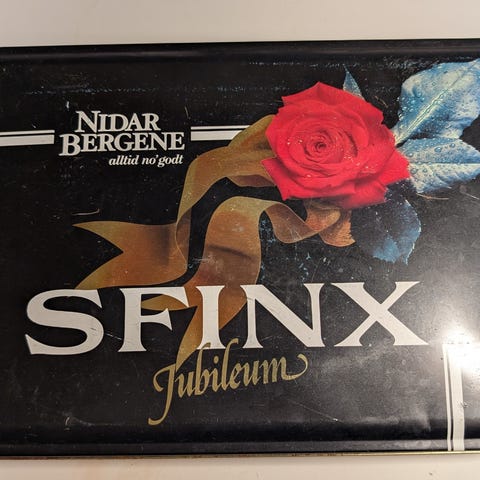 NIDAR
BERGENE
alltid no' godt
SFINX
Jubileum